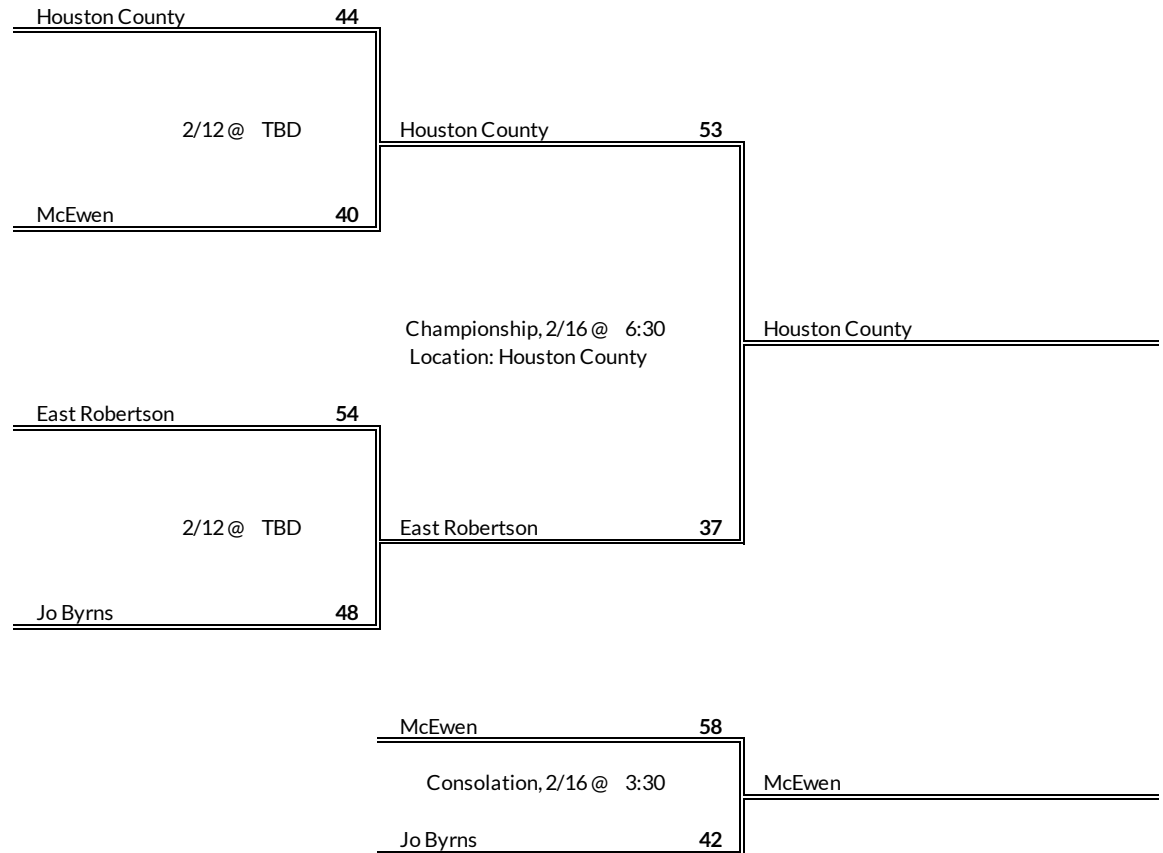 Houston County 44
2/12 @ TBD
Houston County 53
McEwen 40
Championship, 2/16 @ 6:30
Houston County
Location: Houston County
East Robertson 54
2/12 @ TBD
East Robertson 37
Jo Byrns 48
McEwen 58
Consolation, 2/16 @ 3:30
McEwen
Jo Byrns 42